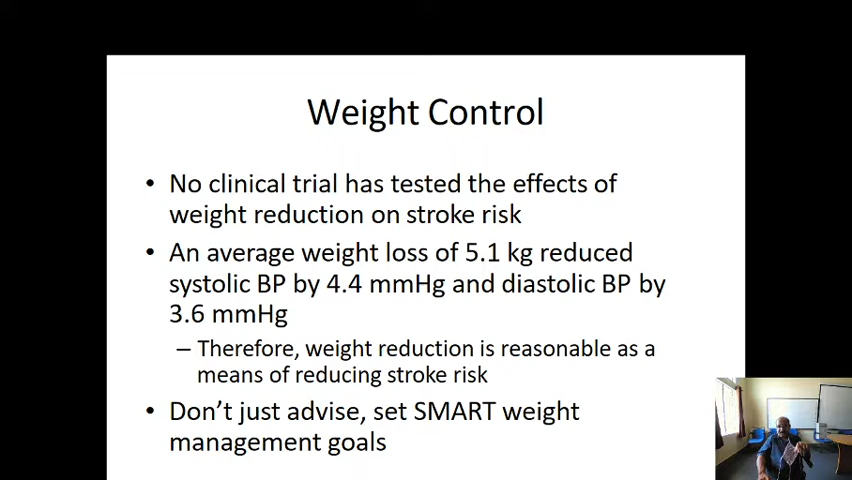 Weight Control
• No clinical trial has tested the effects of
weight reduction on stroke risk
• An average weight loss of 5.1 kg reduced
systolic BP by 4.4 mmHg and diastolic BP by
3.6 mmHg
– Therefore, weight reduction is reasonable as a
means of reducing stroke risk
• Don’t just advise, set SMART weight
management goals